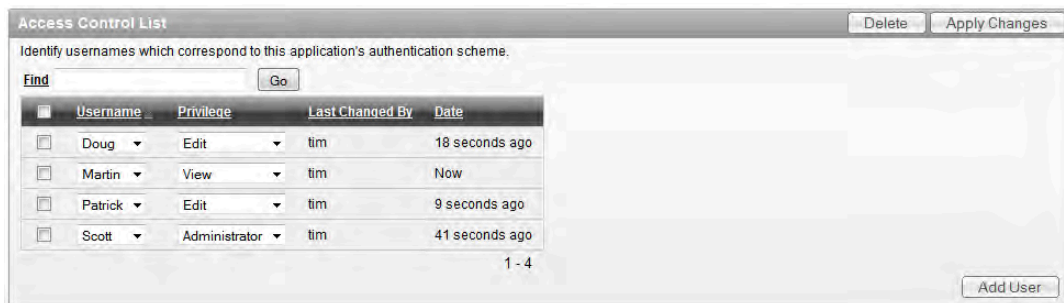 Access Control List Delete Apply Changes
Identify usernames which correspond to this application's authentication scheme.
Find Go
Username Privilege Last Changed By Date
Doug Edit tim 18 seconds ago
Martin View tim Now
Patrick Edit tim 9 seconds ago
Scott Administrator tim 41 seconds ago
1 - 4
Add User